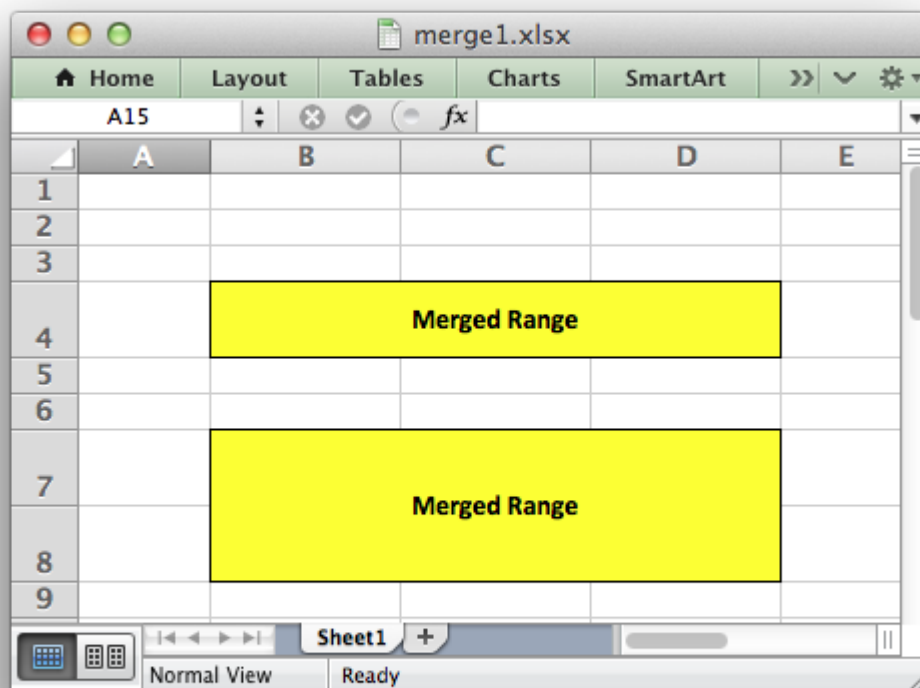 merge1.xlsx
Home Layout Tables Charts SmartArt
A15 fx
A B C D E
1
2
3
4 Merged Range
5
6
7
Merged Range
8
9
Sheet1 +
Normal View Ready